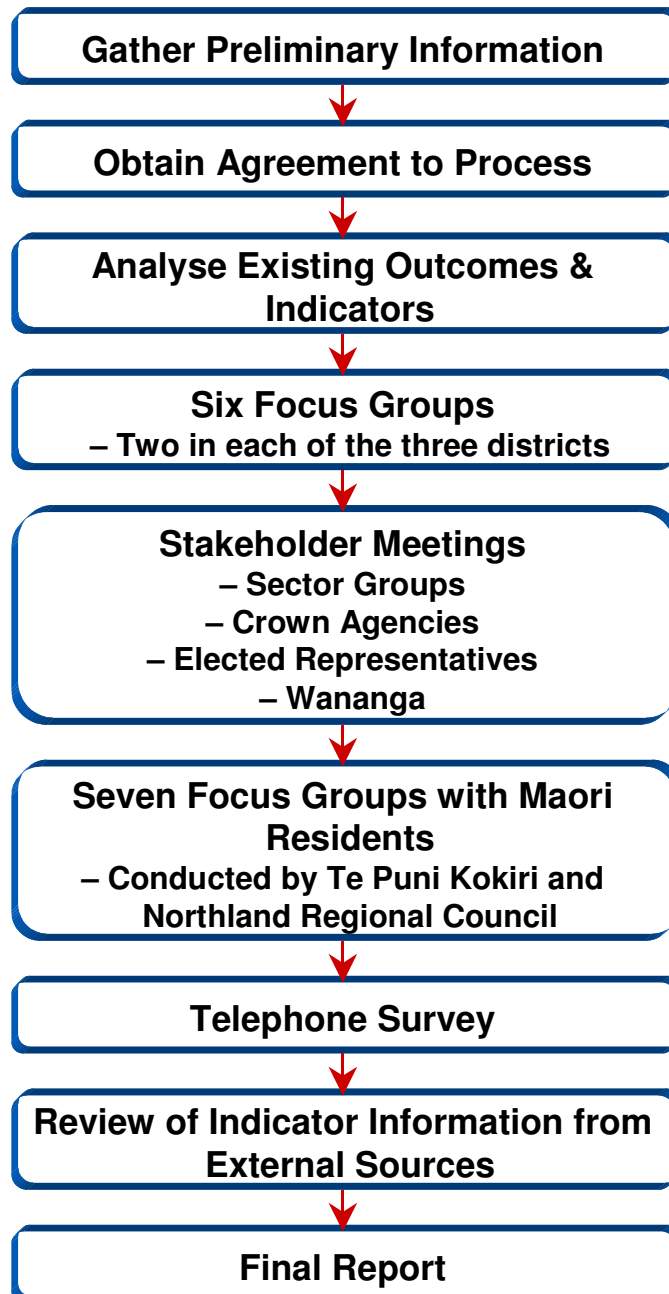 Gather Preliminary Information
Obtain Agreement to Process
Analyse Existing Outcomes &
Indicators
Six Focus Groups
– Two in each of the three districts
Stakeholder Meetings
– Sector Groups
– Crown Agencies
– Elected Representatives
– Wananga
Seven Focus Groups with Maori
Residents
– Conducted by Te Puni Kokiri and
Northland Regional Council
Telephone Survey
Review of Indicator Information from
External Sources
Final Report